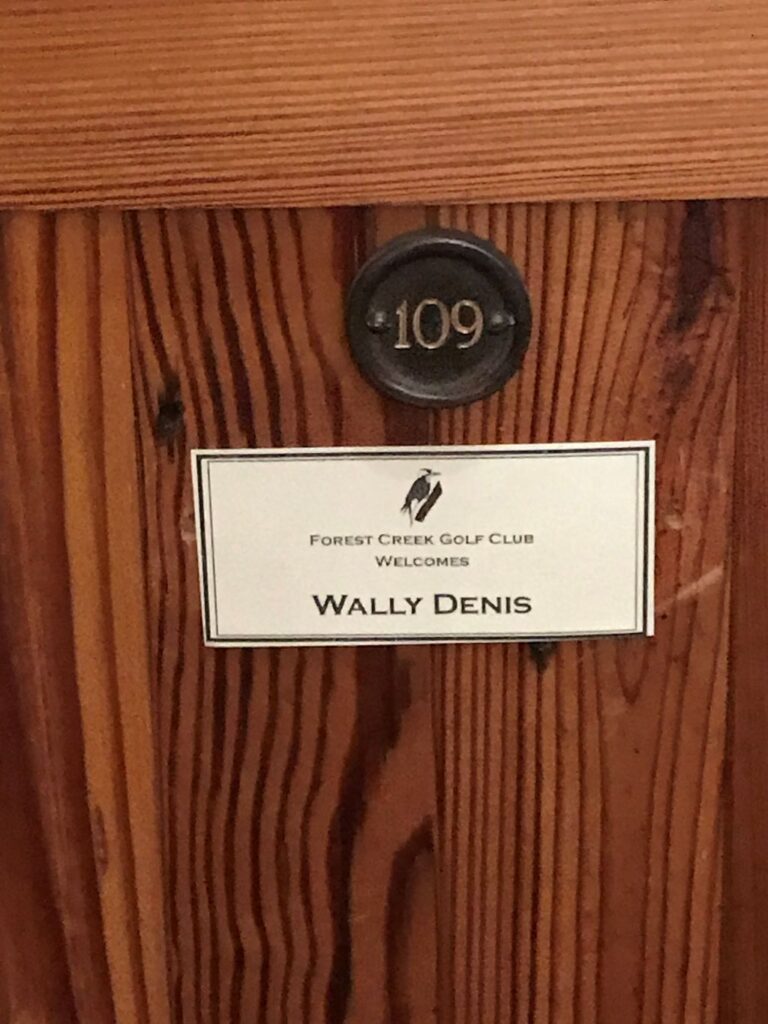 109
Forest Creek Golf Club
Welcomes
Wally Denis